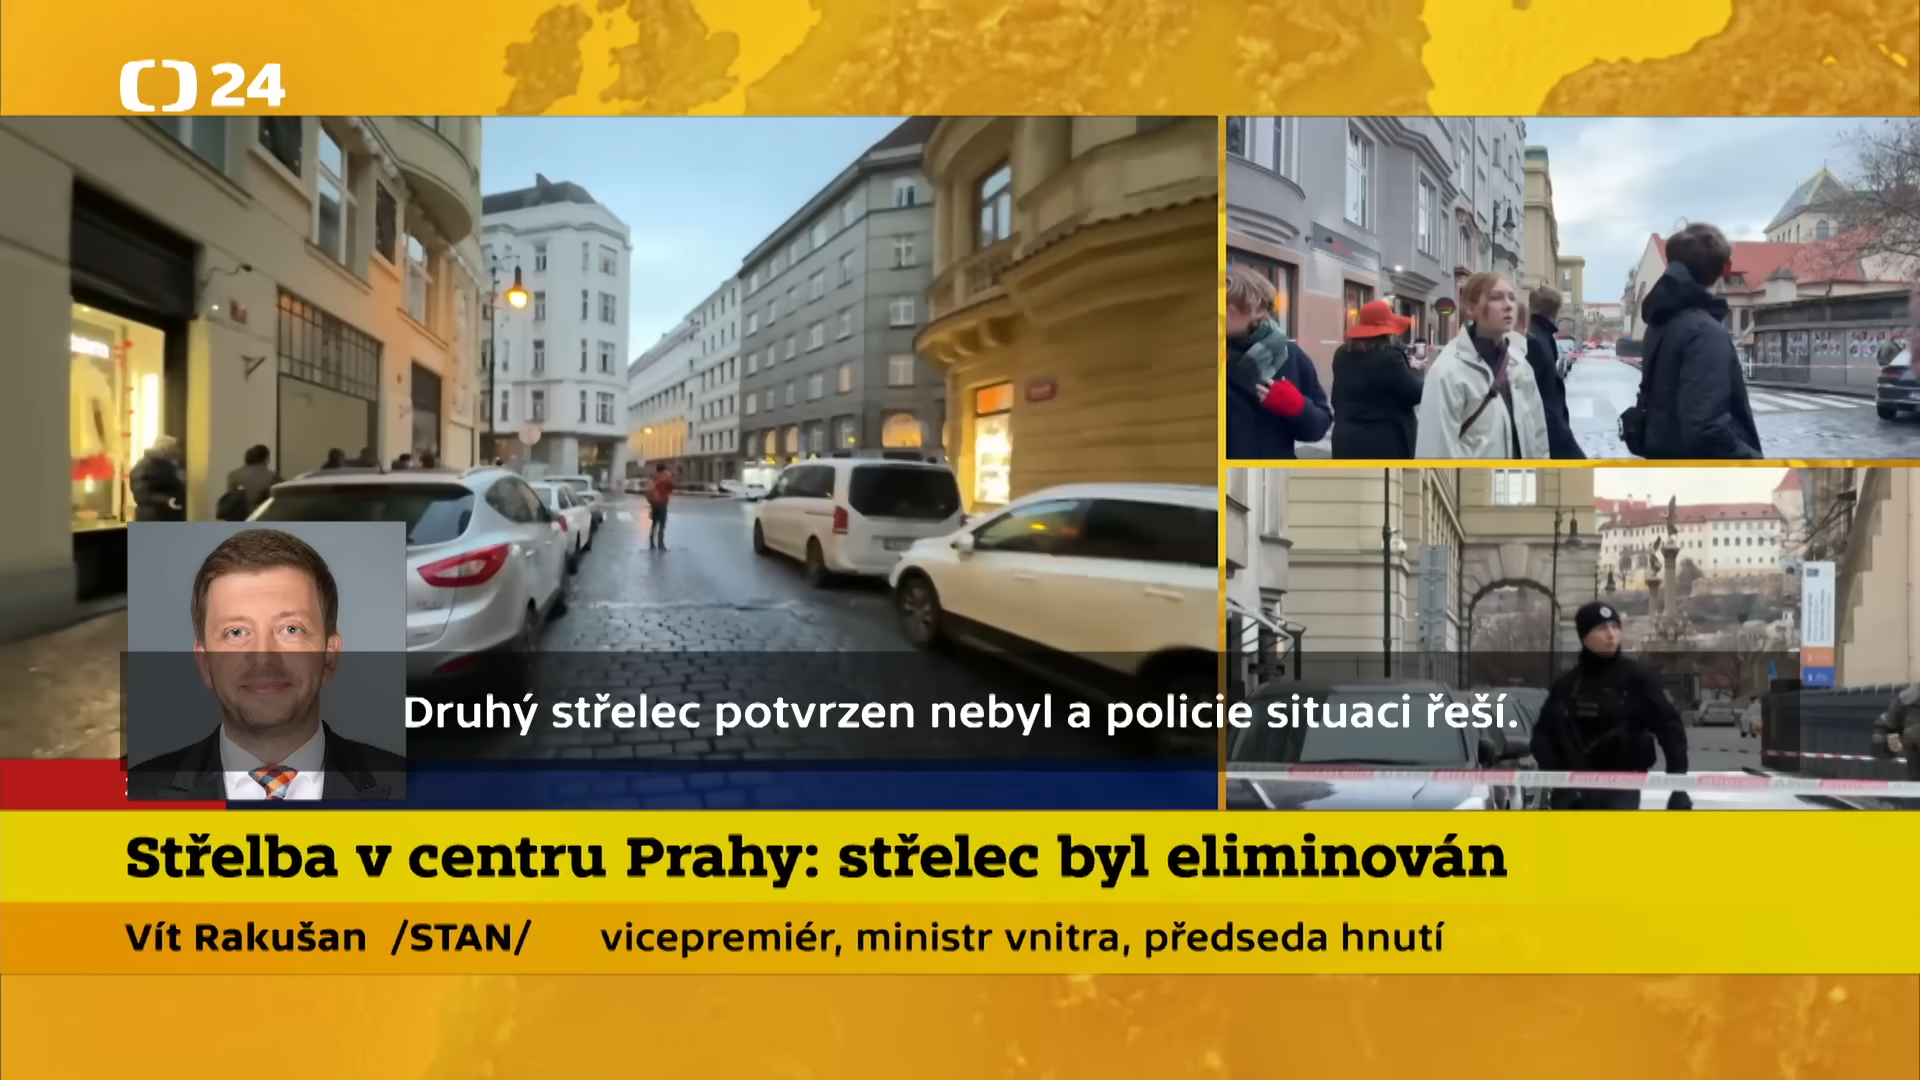 24
Druhý střelec potvrzen nebyl a policie situaci řeší.
Střelba v centru Prahy: střelec byl eliminován
Vít Rakušan /STAN/ vicepremiér, ministr vnitra, předseda hnutí